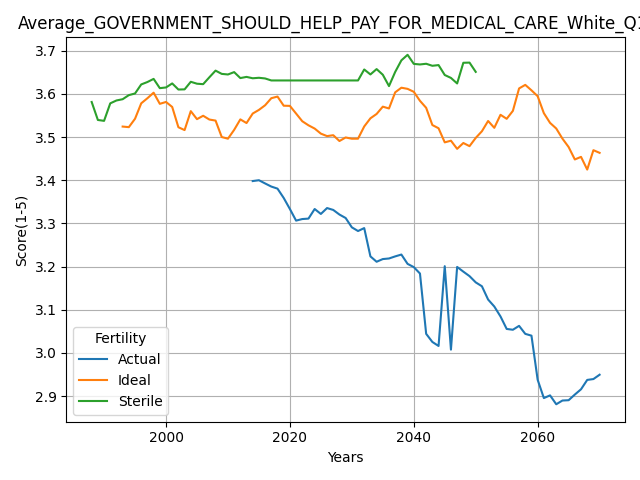 Average_GOVERNMENT_SHOULD_HELP_PAY_FOR_MEDICAL_CARE_White_Q1
3.7
3.6
3.5
3.4
3.3
3.2
3.1
3.0
2.9
Score(1-5)
Fertility
Actual
Ideal
Sterile
2000
2020
2040
2060
Years